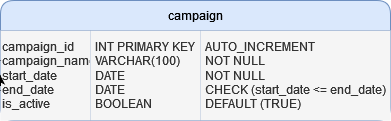 campaign
campaign_id INT PRIMARY KEY AUTO_INCREMENT
campaign_name VARCHAR(100) NOT NULL
start_date DATE NOT NULL
end_date DATE CHECK (start_date <= end_date)
is_active BOOLEAN DEFAULT (TRUE)